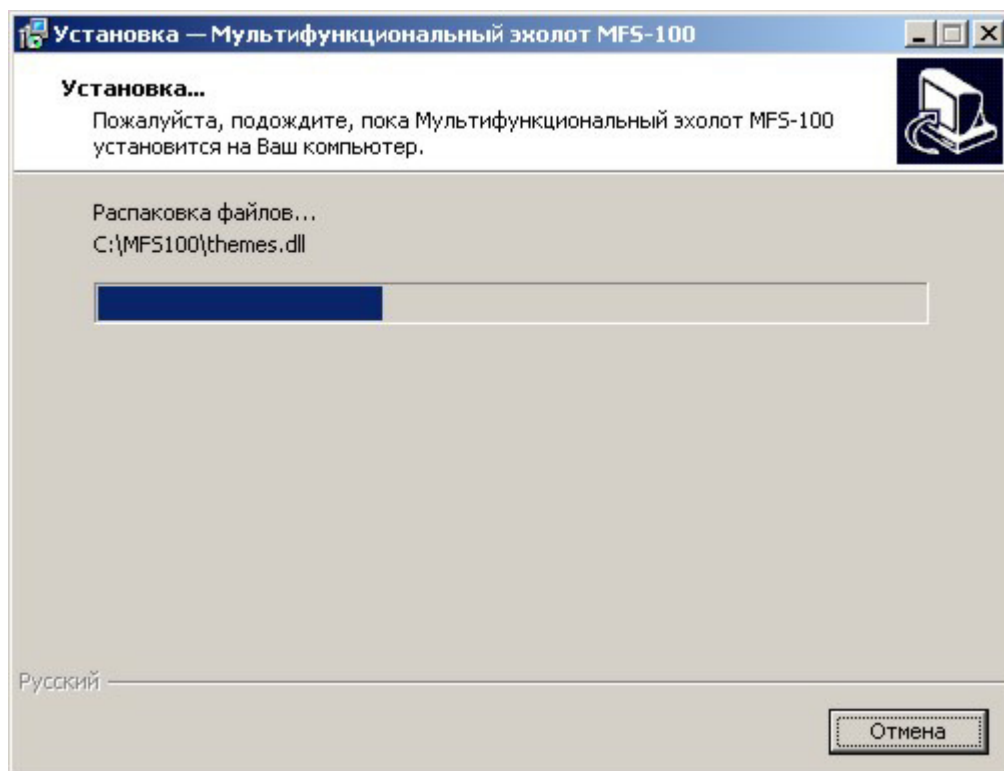 Установка — Мультифункциональный эхолот MFS-100
Установка...
Пожалуйста, подождите, пока Мультифункциональный эхолот MFS-100
установится на Ваш компьютер.
Распаковка файлов...
C:\MFS100\themes.dll
Русский
Отмена